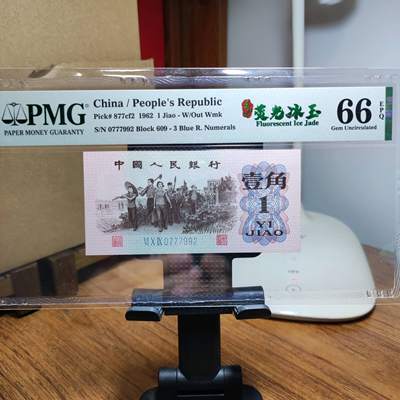 PMG
PAPER MONEY GUARANTY
China / People's Republic
Pick# 877cf2 1962 1 Jiao - W/Out Wmk
S/N 0777992 Block 609 - 3 Blue R. Numerals
荧光冰玉
Fluorescent Ice Jade
66 EPQ
Gem Uncirculated
中国人民银行
壹角
1
YI
JIAO
VI X IX 0777992